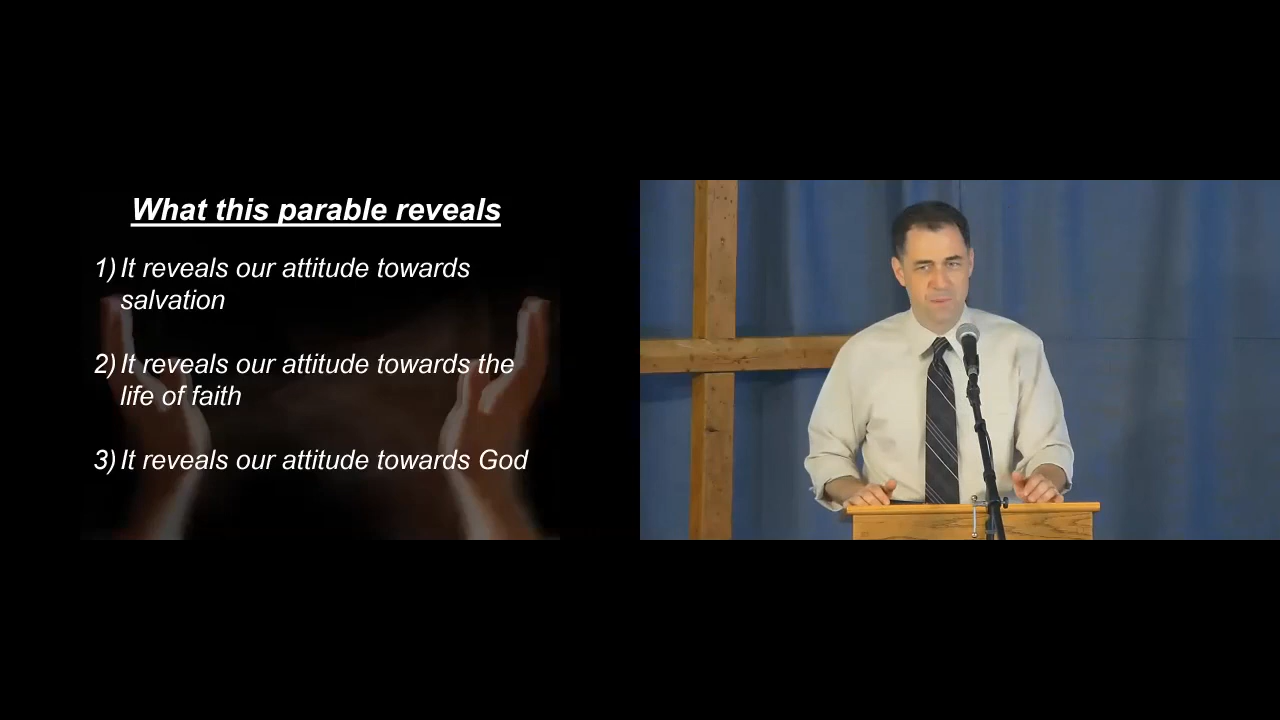 What this parable reveals
1) It reveals our attitude towards
salvation
2) It reveals our attitude towards the
life of faith
3) It reveals our attitude towards God